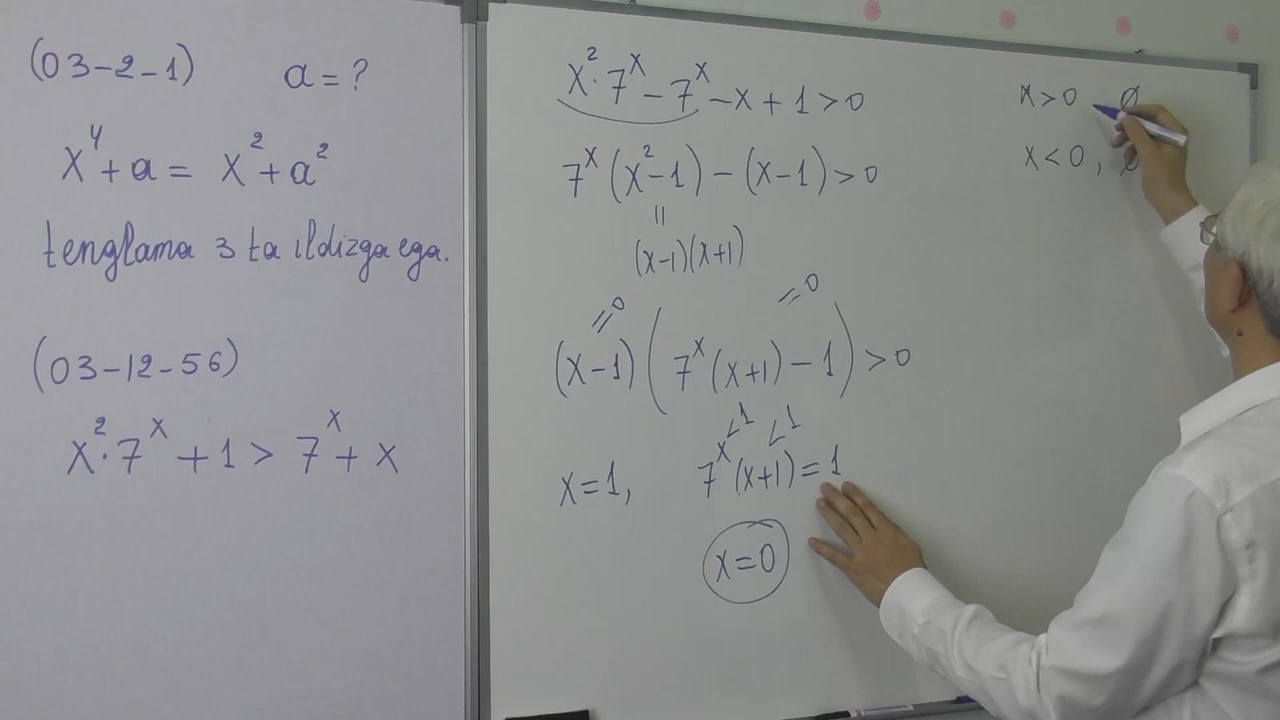 (03-2-1) a = ?
x⁴ + a = x² + a²
tenglama 3 ta ildizga ega.
(03-12-56)
x² · 7ˣ + 1 > 7ˣ + x
x² · 7ˣ - 7ˣ - x + 1 > 0
7ˣ (x² - 1) - (x - 1) > 0
||
(x-1)(x+1)
= 0 = 0
(x - 1) ( 7ˣ (x+1) - 1 ) > 0
< 1 < 1
x = 1, 7ˣ (x+1) = 1
x = 0
x > 0 ∅
x < 0 , ∅